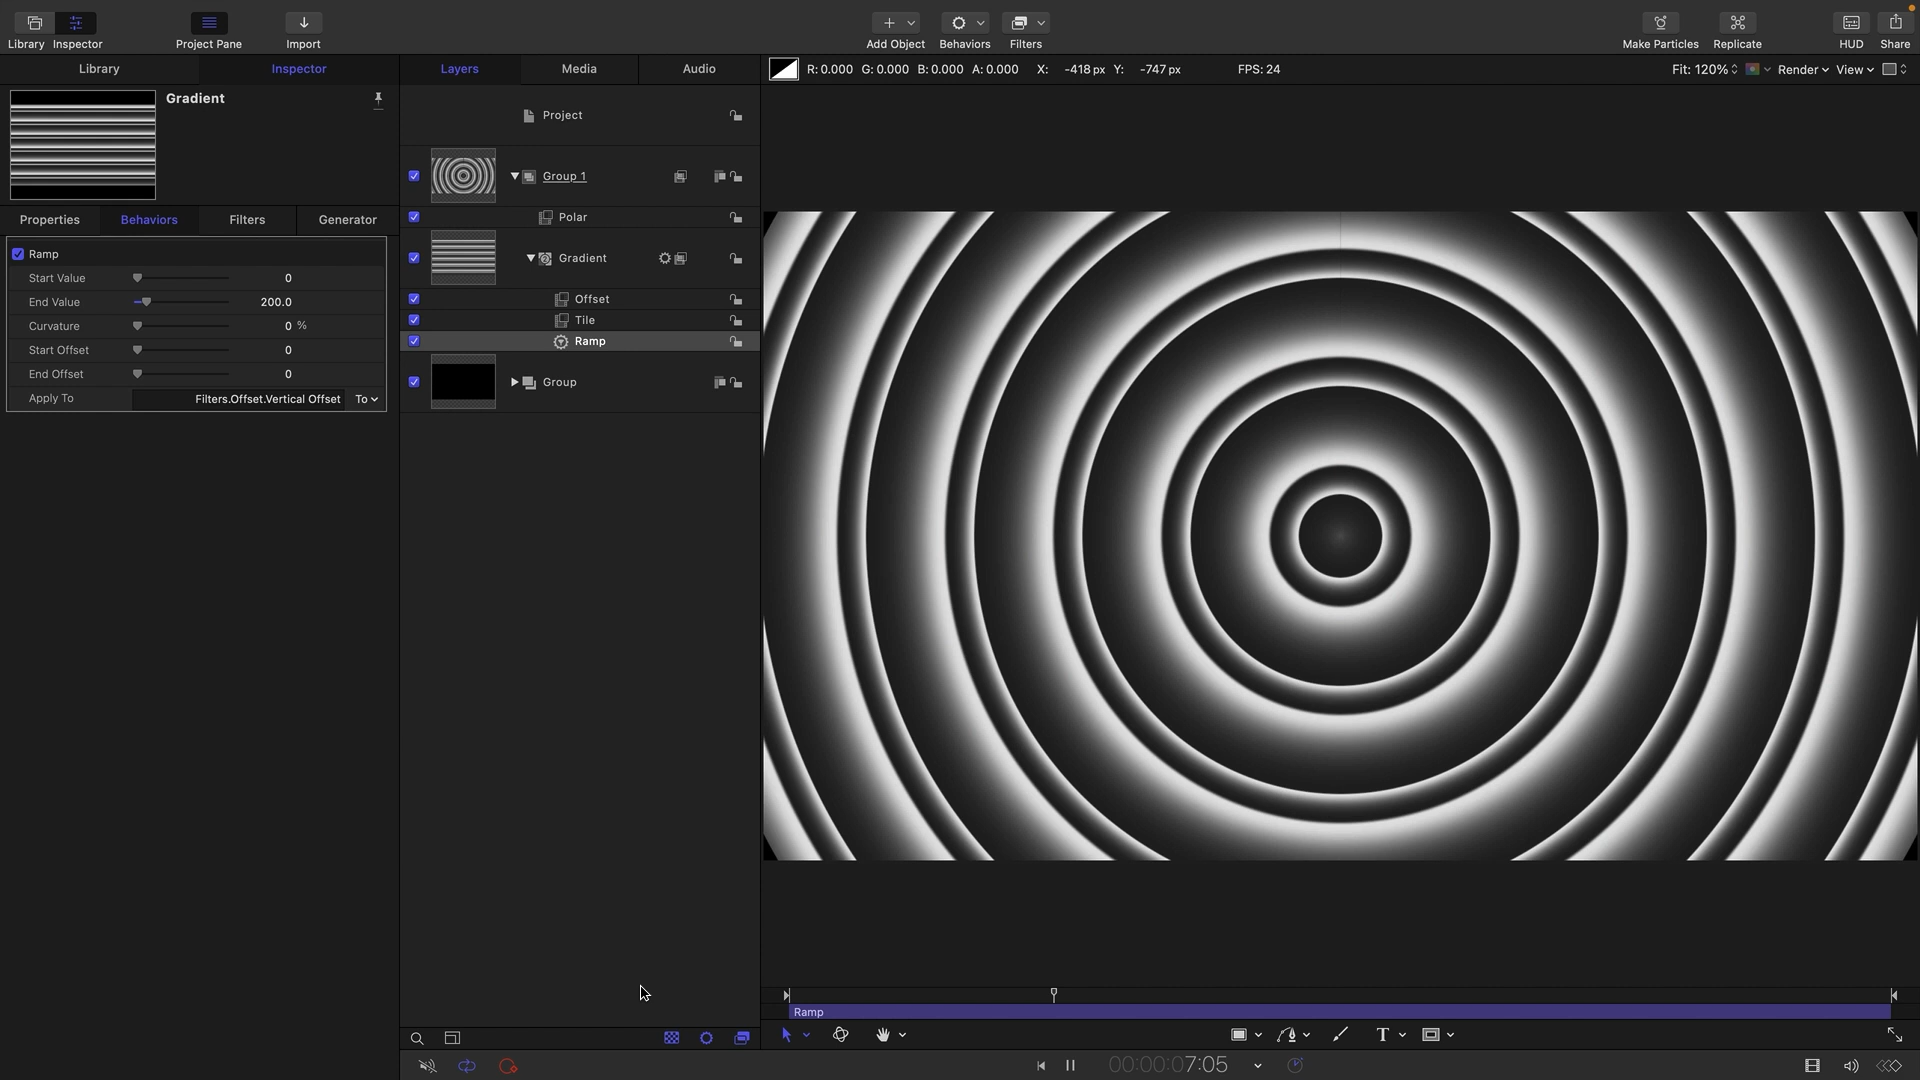 Library Inspector Project Pane Import Add Object Behaviors Filters Make Particles Replicate HUD Share
Library Inspector Layers Media Audio R: 0.000 G: 0.000 B: 0.000 A: 0.000 X: -418 px Y: -747 px FPS: 24 Fit: 120% Render View
Gradient
Project
Group 1
Properties Behaviors Filters Generator
Polar
Ramp
Gradient
Start Value 0
End Value 200.0
Offset
Curvature 0 %
Tile
Ramp
Start Offset 0
End Offset 0
Group
Apply To Filters.Offset.Vertical Offset To
Ramp
T
00:00:07:05